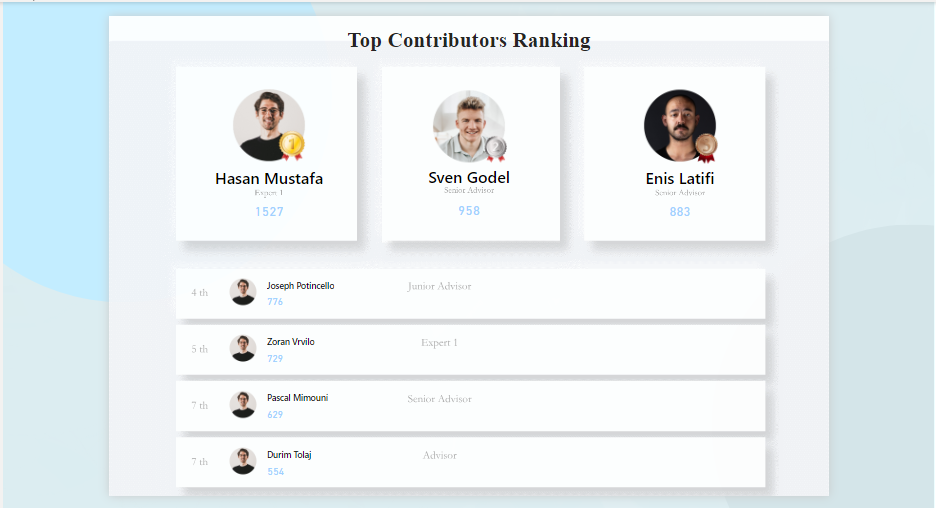 Top Contributors Ranking
1
Hasan Mustafa
Expert 1
1527
2
Sven Godel
Senior Advisor
958
3
Enis Latifi
Senior Advisor
883
4 th
Joseph Potincello
Junior Advisor
776
5 th
Zoran Vrvilo
Expert 1
729
7 th
Pascal Mimouni
Senior Advisor
629
7 th
Durim Tolaj
Advisor
554